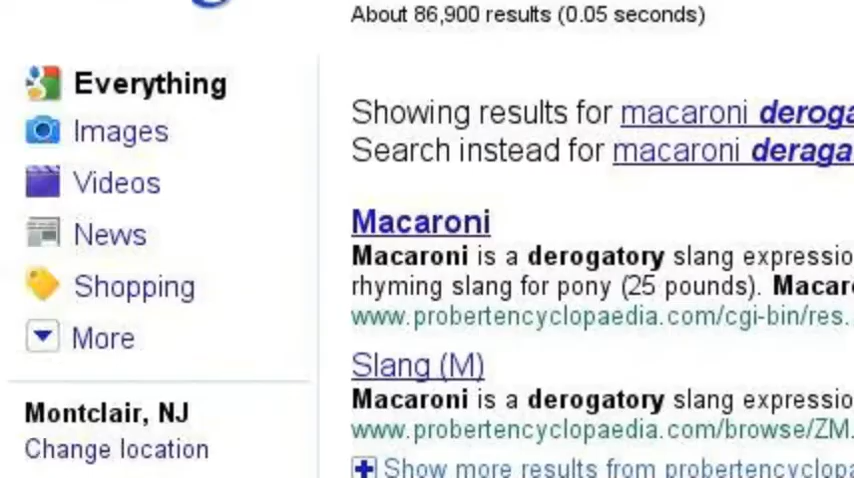 About 86,900 results (0.05 seconds)
Everything
Images
Videos
News
Shopping
More
Montclair, NJ
Change location
Showing results for macaroni deroga
Search instead for macaroni deraga
Macaroni
Macaroni is a derogatory slang expressio
rhyming slang for pony (25 pounds). Macar
www.probertencyclopaedia.com/cgi-bin/res.
Slang (M)
Macaroni is a derogatory slang expressio
www.probertencyclopaedia.com/browse/ZM.
Show more results from probertencyclopa